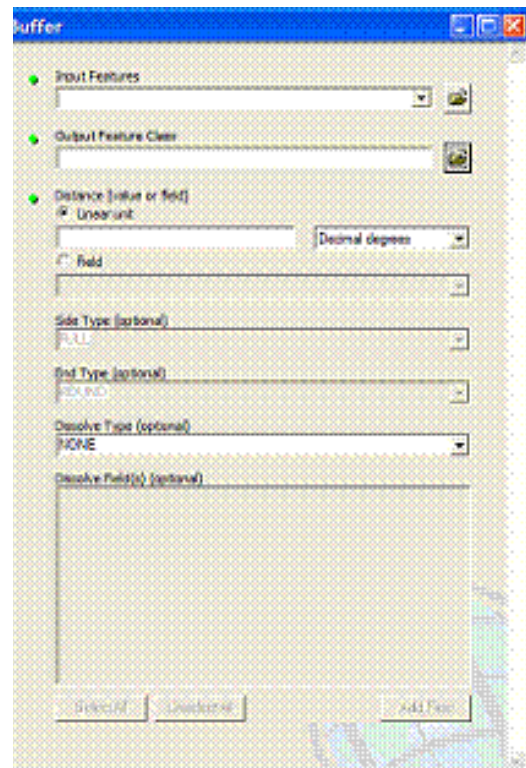 Buffer
Input Features
Output Feature Class
Distance [value or field]
Linear unit
Decimal degrees
Field
Side Type (optional)
FULL
End Type (optional)
ROUND
Dissolve Type (optional)
NONE
Dissolve Field(s) (optional)
Select All
Unselect All
Add Field